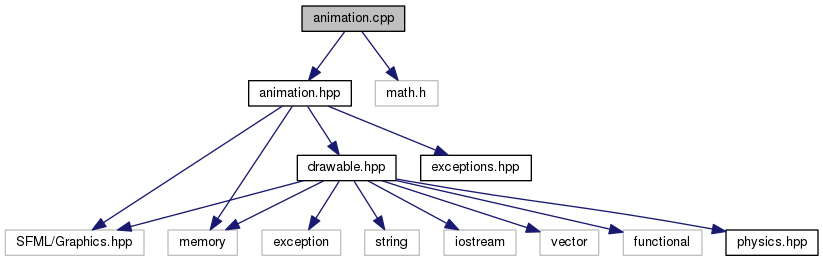 animation.cpp
animation.hpp
math.h
drawable.hpp
exceptions.hpp
SFML/Graphics.hpp
memory
exception
string
iostream
vector
functional
physics.hpp